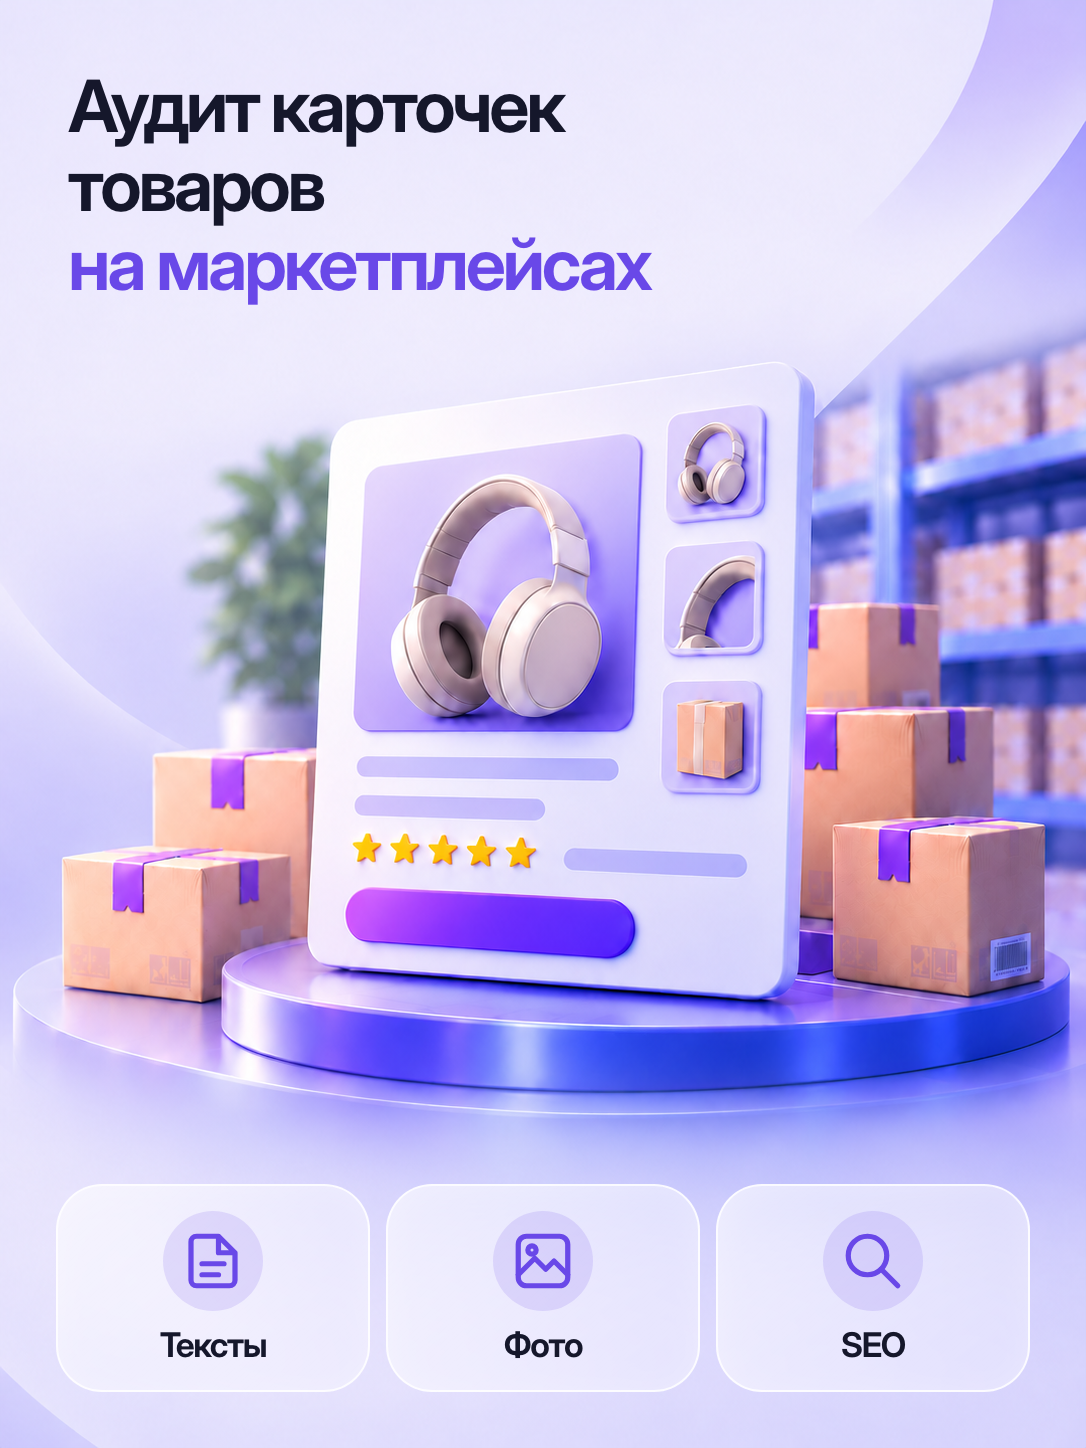 Аудит карточек
товаров
на маркетплейсах
Тексты
Фото
SEO